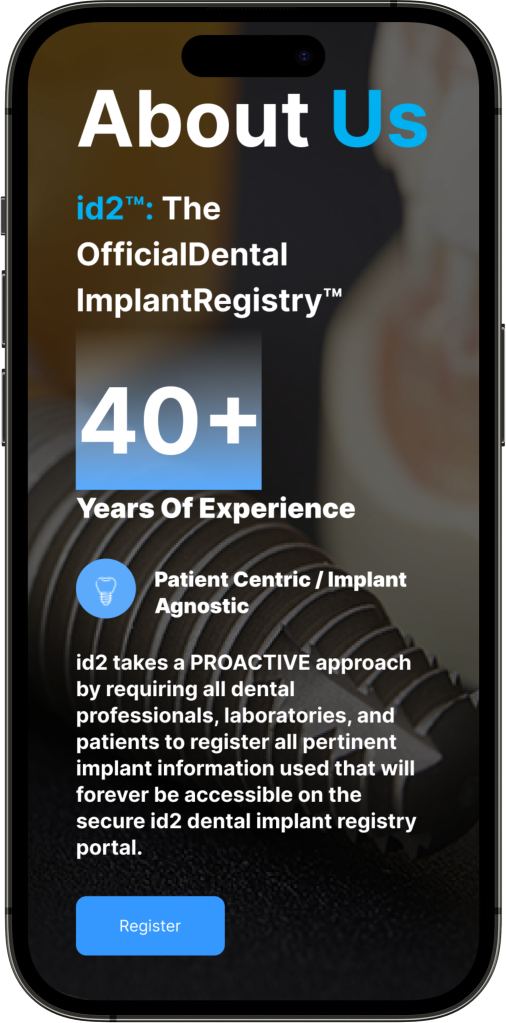 About Us
id2™: The
OfficialDental
ImplantRegistry™
40+
Years Of Experience
Patient Centric / Implant
Agnostic
id2 takes a PROACTIVE approach
by requiring all dental
professionals, laboratories, and
patients to register all pertinent
implant information used that will
forever be accessible on the
secure id2 dental implant registry
portal.
Register